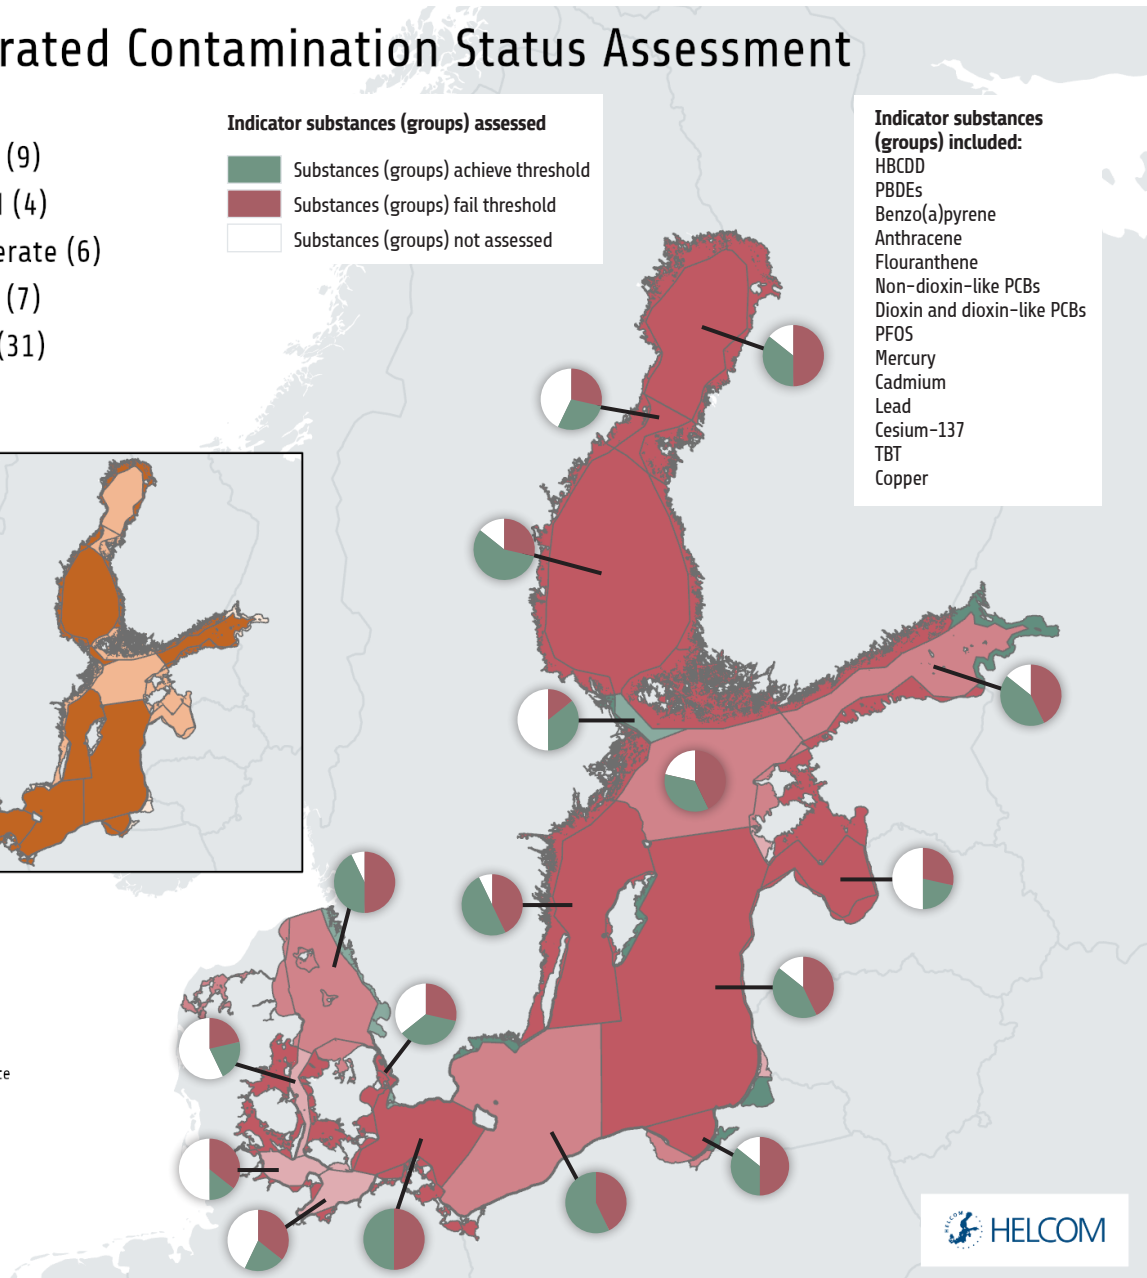 rated Contamination Status Assessment
(9)
(4)
erate (6)
(7)
(31)
Indicator substances (groups) assessed
Substances (groups) achieve threshold
Substances (groups) fail threshold
Substances (groups) not assessed
Indicator substances
(groups) included:
HBCDD
PBDEs
Benzo(a)pyrene
Anthracene
Flouranthene
Non-dioxin-like PCBs
Dioxin and dioxin-like PCBs
PFOS
Mercury
Cadmium
Lead
Cesium-137
TBT
Copper
ce
HELCOM
HELCOM